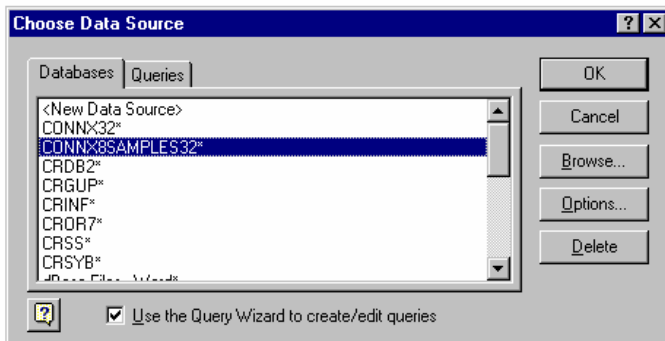 Choose Data Source
Databases
Queries
<New Data Source>
CONNX32*
CONNX8SAMPLES32*
CRDB2*
CRGUP*
CRINF*
CROR7*
CRSS*
CRSYB*
OK
Cancel
Browse...
Options...
Delete
Use the Query Wizard to create/edit queries